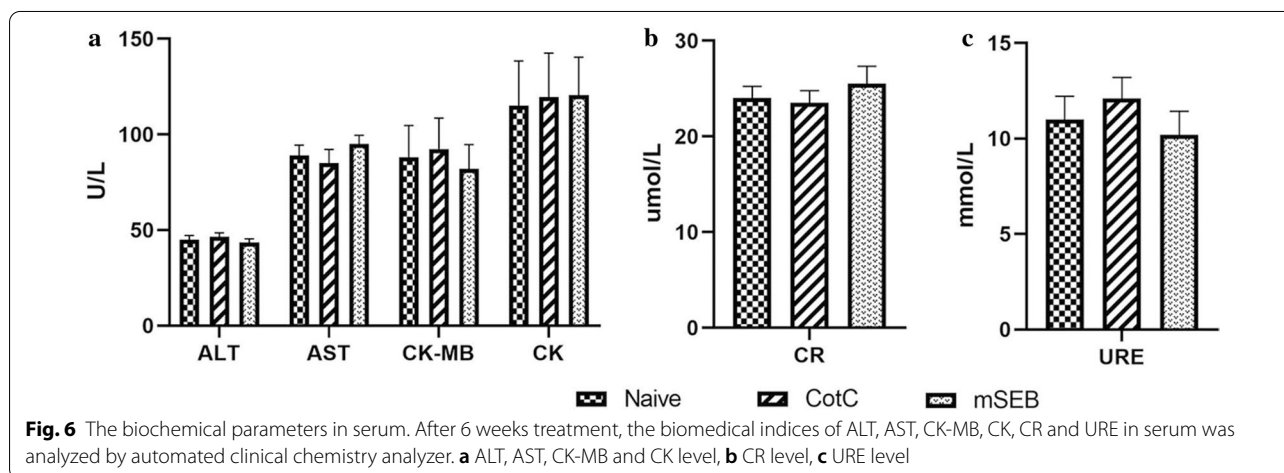 a
150
100
50
0
U/L
ALT AST CK-MB CK
b
30
20
10
0
umol/L
CR
c
15
10
5
0
mmol/L
URE
Naive CotC mSEB
Fig. 6 The biochemical parameters in serum. After 6 weeks treatment, the biomedical indices of ALT, AST, CK-MB, CK, CR and URE in serum was
analyzed by automated clinical chemistry analyzer. a ALT, AST, CK-MB and CK level, b CR level, c URE level